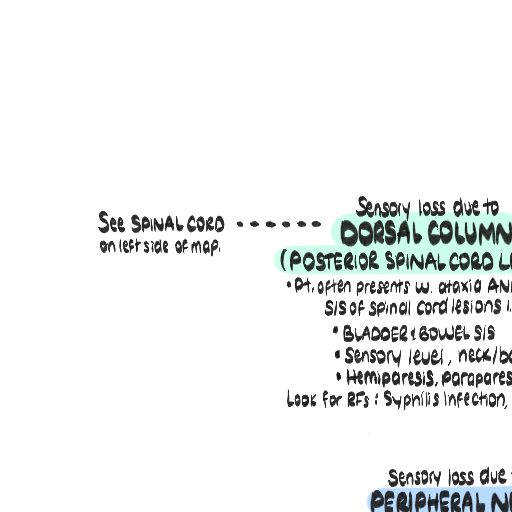 Sensory loss due to
See SPINAL CORD ······ DORSAL COLUMN
on left side of map.
(POSTERIOR SPINAL CORD L
• Pt. often presents w. ataxia AN
S/S of spinal cord lesions i.
• BLADDER & BOWEL S/S
• Sensory level, neck/b
• Hemiparesis, parapares
Look for RFs: Syphilis infection,
Sensory loss due
PERIPHERAL N